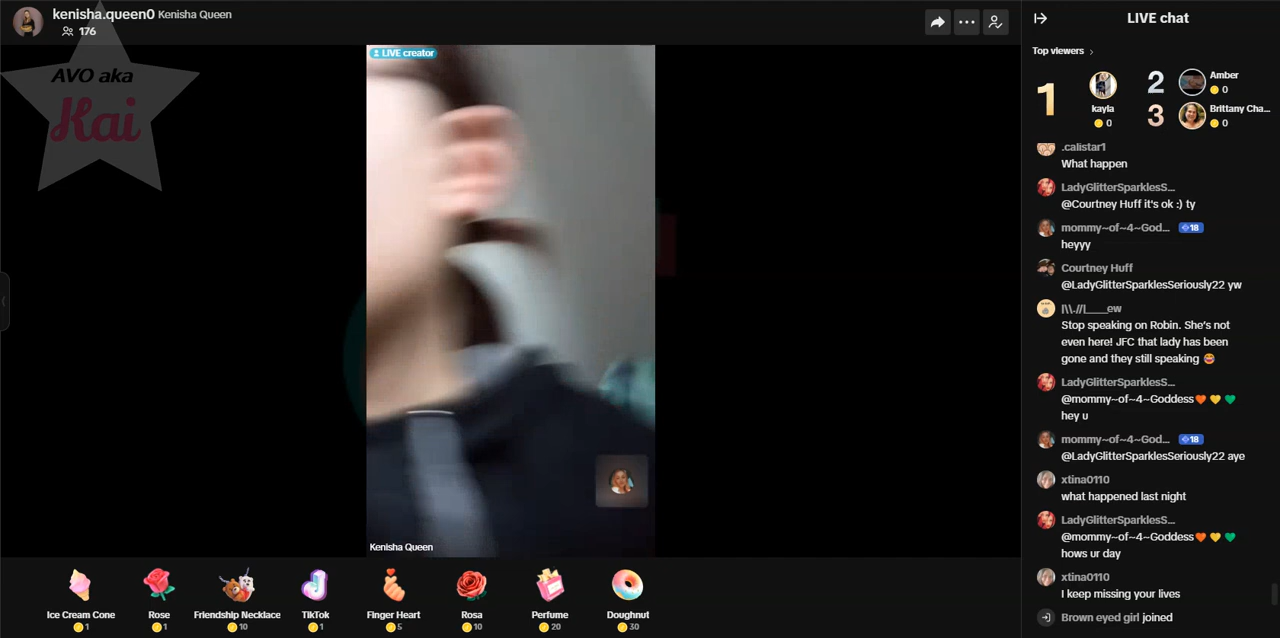 kenisha.queen0 Kenisha Queen
176
AVO aka
Kai
LIVE creator
Kenisha Queen
Ice Cream Cone
1
Rose
1
Friendship Necklace
10
TikTok
1
Finger Heart
5
Rosa
10
Perfume
20
Doughnut
30
LIVE chat
Top viewers
1
kayla
0
2
Amber
0
3
Brittany Cha...
0
.calistar1
What happen
LadyGlitterSparklesS...
@Courtney Huff it's ok :) ty
mommy~of~4~God... 18
heyyy
Courtney Huff
@LadyGlitterSparklesSeriously22 yw
|\\.//|____ew
Stop speaking on Robin. She's not
even here! JFC that lady has been
gone and they still speaking 😂
LadyGlitterSparklesS...
@mommy~of~4~Goddess🧡 💛 💚
hey u
mommy~of~4~God... 18
@LadyGlitterSparklesSeriously22 aye
xtina0110
what happened last night
LadyGlitterSparklesS...
@mommy~of~4~Goddess🧡 💛 💚
hows ur day
xtina0110
I keep missing your lives
Brown eyed girl joined